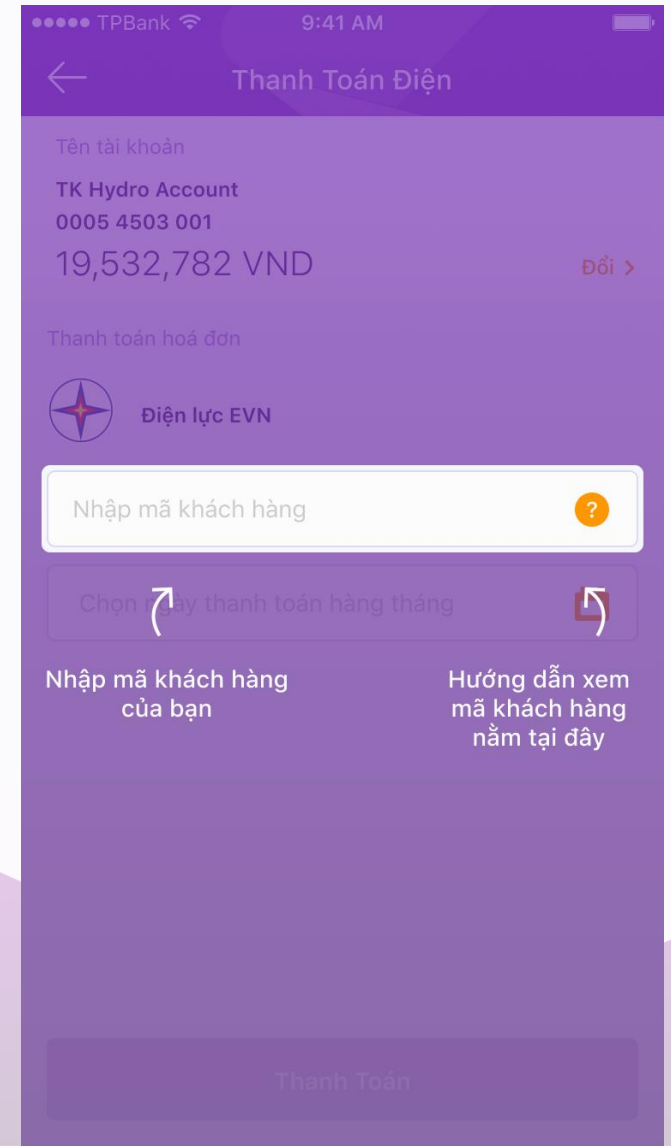 TPBank 9:41 AM
Thanh Toán Điện
Tên tài khoản
TK Hydro Account
0005 4503 001
19,532,782 VND
Đổi >
Thanh toán hoá đơn
Điện lực EVN
Nhập mã khách hàng ?
Chọn ngày thanh toán hàng tháng
Nhập mã khách hàng
của bạn
Hướng dẫn xem
mã khách hàng
nằm tại đây
Thanh Toán